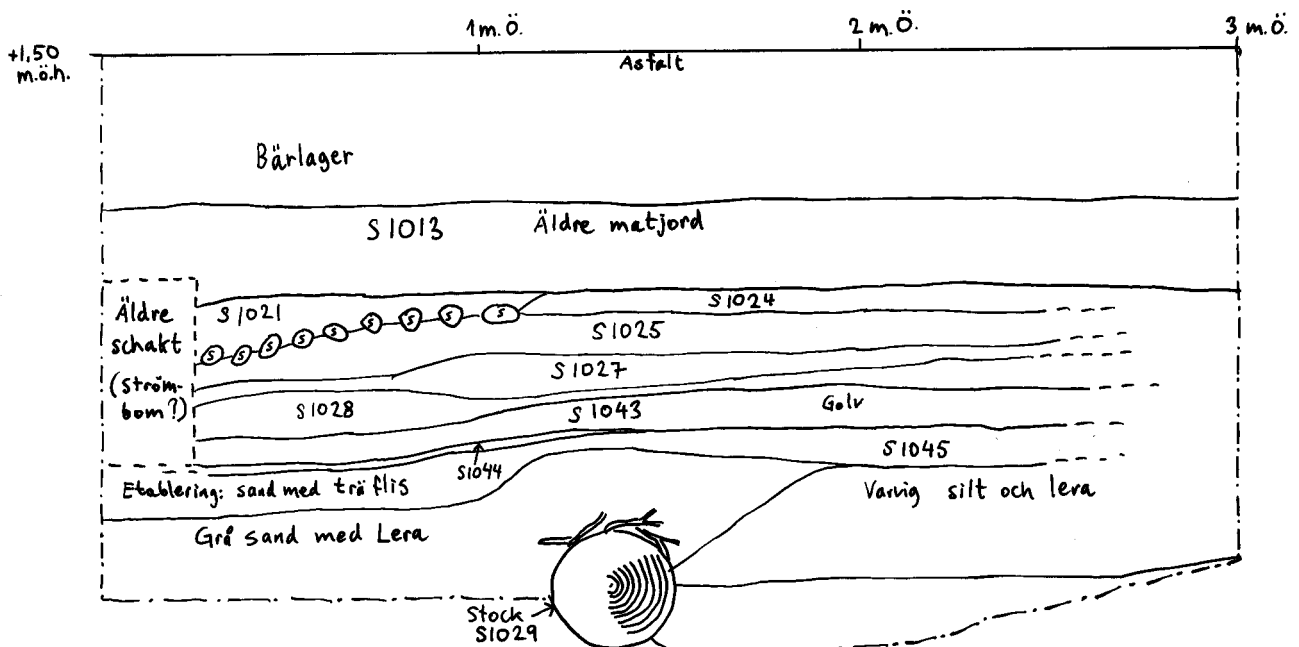 1 m.Ö.
2 m.Ö.
3 m.Ö.
+1,50
m.ö.h.
Asfalt
Bärlager
S1013 Äldre matjord
Äldre
schakt
(Ström-
bom?)
S1021
S1024
S S S S S S S S S
S1025
S1027
S1028
S1043
Golv
S1044
S1045
Etablering: sand med träflis
Varvig silt och lera
Grå sand med Lera
Stock
S1029